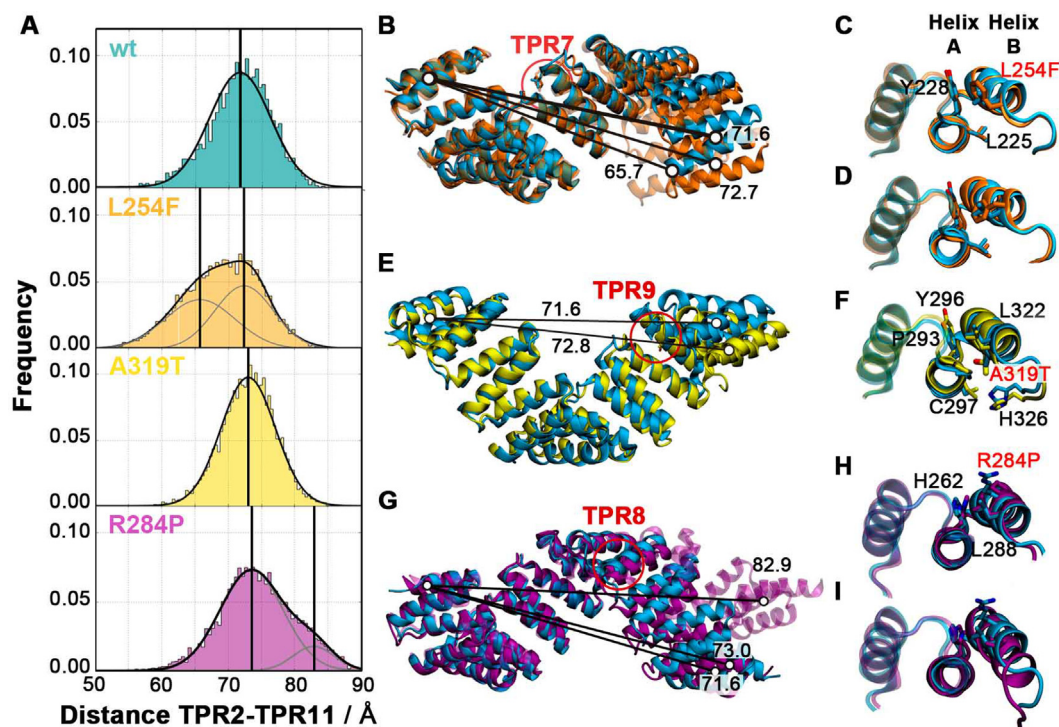 A
wt
0.10
0.05
0.00
L254F
0.10
0.05
0.00
A319T
0.10
0.05
0.00
R284P
0.10
0.05
0.00
50 60 70 80 90
Distance TPR2-TPR11 / Å
Frequency
B
TPR7
71.6
65.7
72.7
E
TPR9
71.6
72.8
G
TPR8
82.9
73.0
71.6
C
Helix Helix
A B
L254F
Y228
L225
D
F
Y296
L322
P293
A319T
C297
H326
H
R284P
H262
L288
I